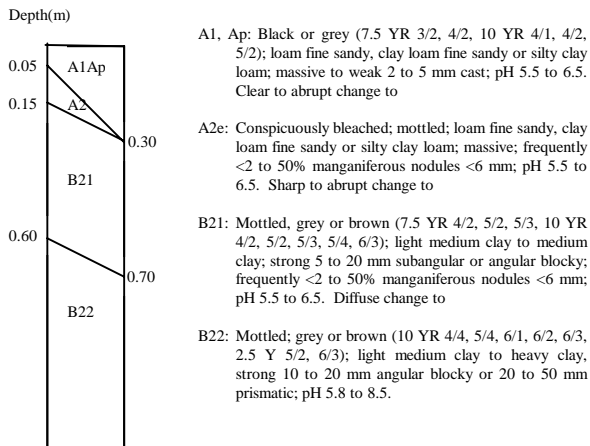 Depth(m)
0.05
0.15
0.60
A1Ap
A2
B21
B22
0.30
0.70
A1, Ap: Black or grey (7.5 YR 3/2, 4/2, 10 YR 4/1, 4/2,
5/2); loam fine sandy, clay loam fine sandy or silty clay
loam; massive to weak 2 to 5 mm cast; pH 5.5 to 6.5.
Clear to abrupt change to
A2e: Conspicuously bleached; mottled; loam fine sandy, clay
loam fine sandy or silty clay loam; massive; frequently
<2 to 50% manganiferous nodules <6 mm; pH 5.5 to
6.5. Sharp to abrupt change to
B21: Mottled, grey or brown (7.5 YR 4/2, 5/2, 5/3, 10 YR
4/2, 5/2, 5/3, 5/4, 6/3); light medium clay to medium
clay; strong 5 to 20 mm subangular or angular blocky;
frequently <2 to 50% manganiferous nodules <6 mm;
pH 5.5 to 6.5. Diffuse change to
B22: Mottled; grey or brown (10 YR 4/4, 5/4, 6/1, 6/2, 6/3,
2.5 Y 5/2, 6/3); light medium clay to heavy clay,
strong 10 to 20 mm angular blocky or 20 to 50 mm
prismatic; pH 5.8 to 8.5.